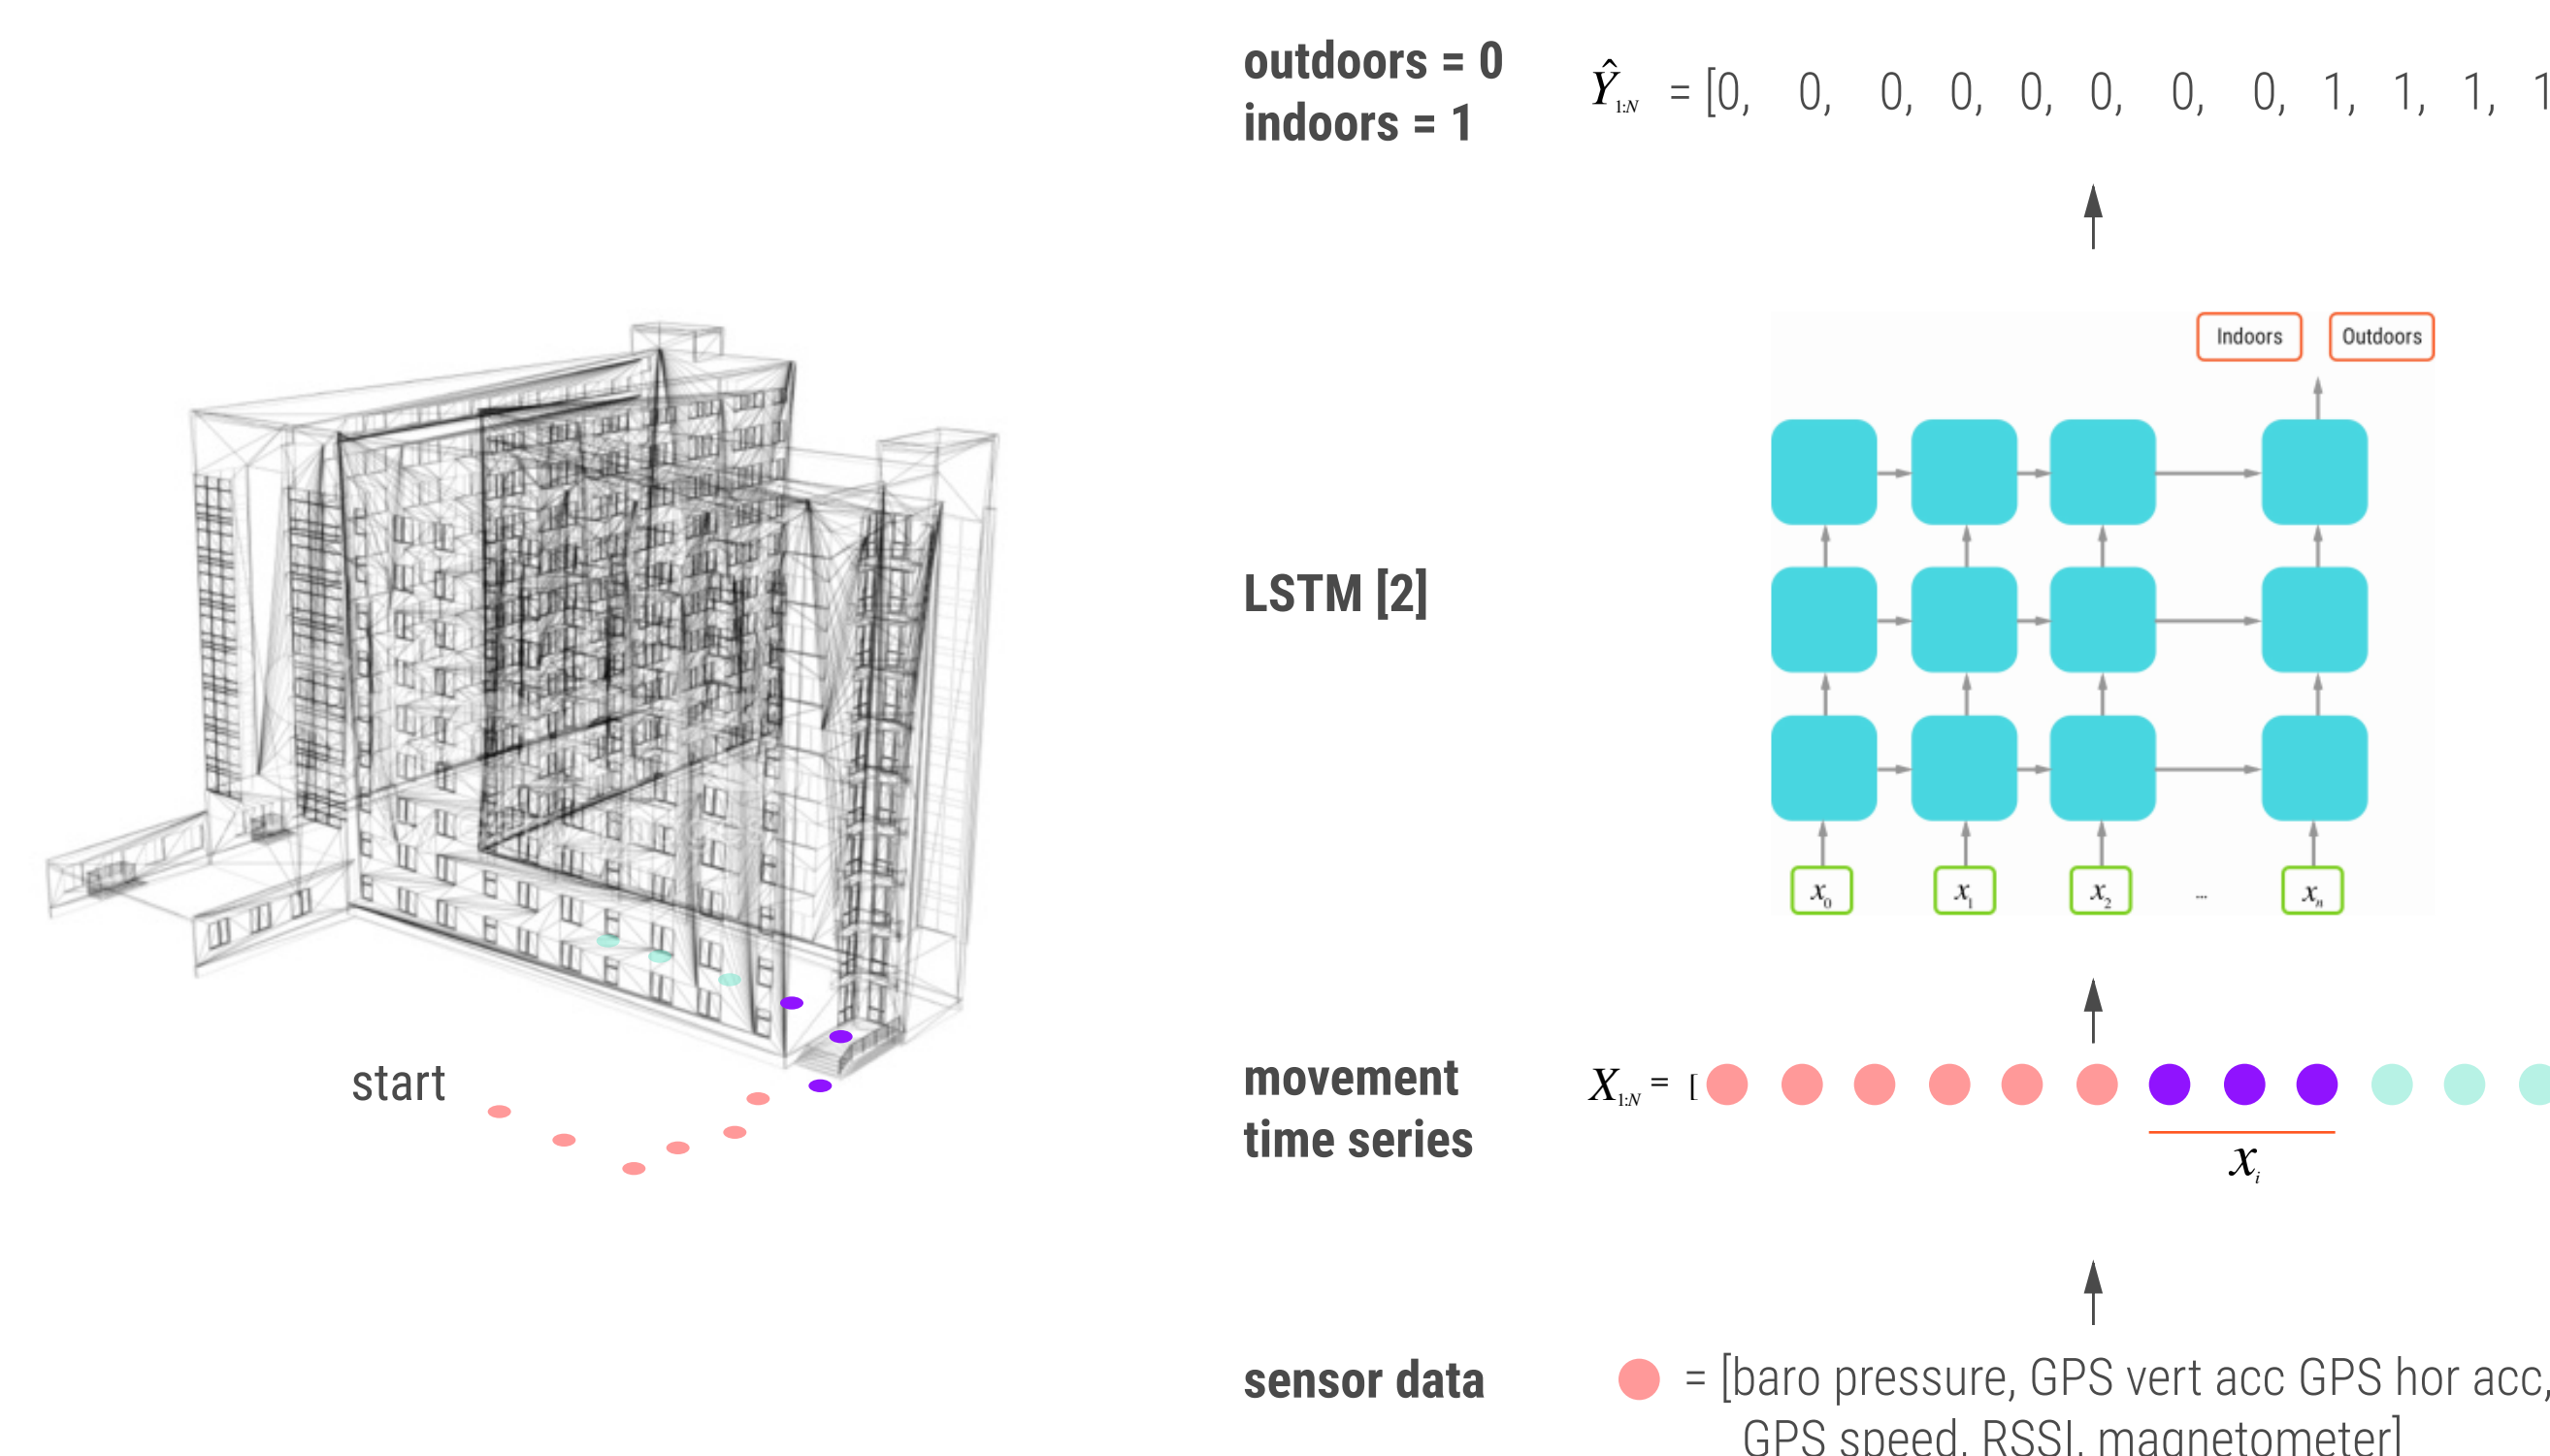 outdoors = 0
indoors = 1
Ŷ 1:N = [0, 0, 0, 0, 0, 0, 0, 0, 1, 1, 1, 1
Indoors Outdoors
LSTM [2]
x0 x1 x2 ... xn
start
movement
time series
X 1:N = [
xi
sensor data
= [baro pressure, GPS vert acc GPS hor acc,
GPS speed, RSSI, magnetometer]